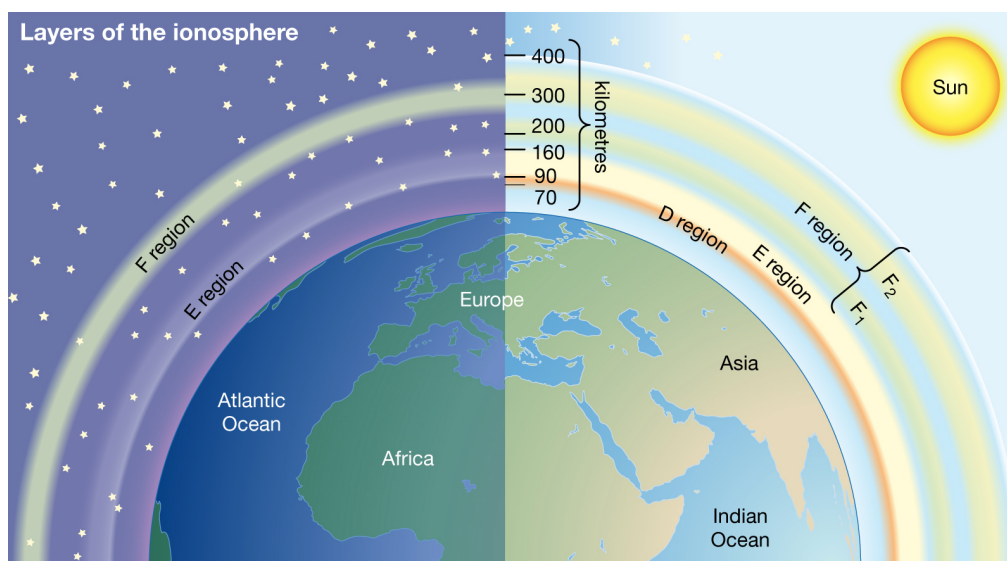 Layers of the ionosphere
400
300
200
160
90
70
kilometres
Sun
F region
E region
D region
E region
F region
F2
F1
Europe
Asia
Atlantic
Ocean
Africa
Indian
Ocean